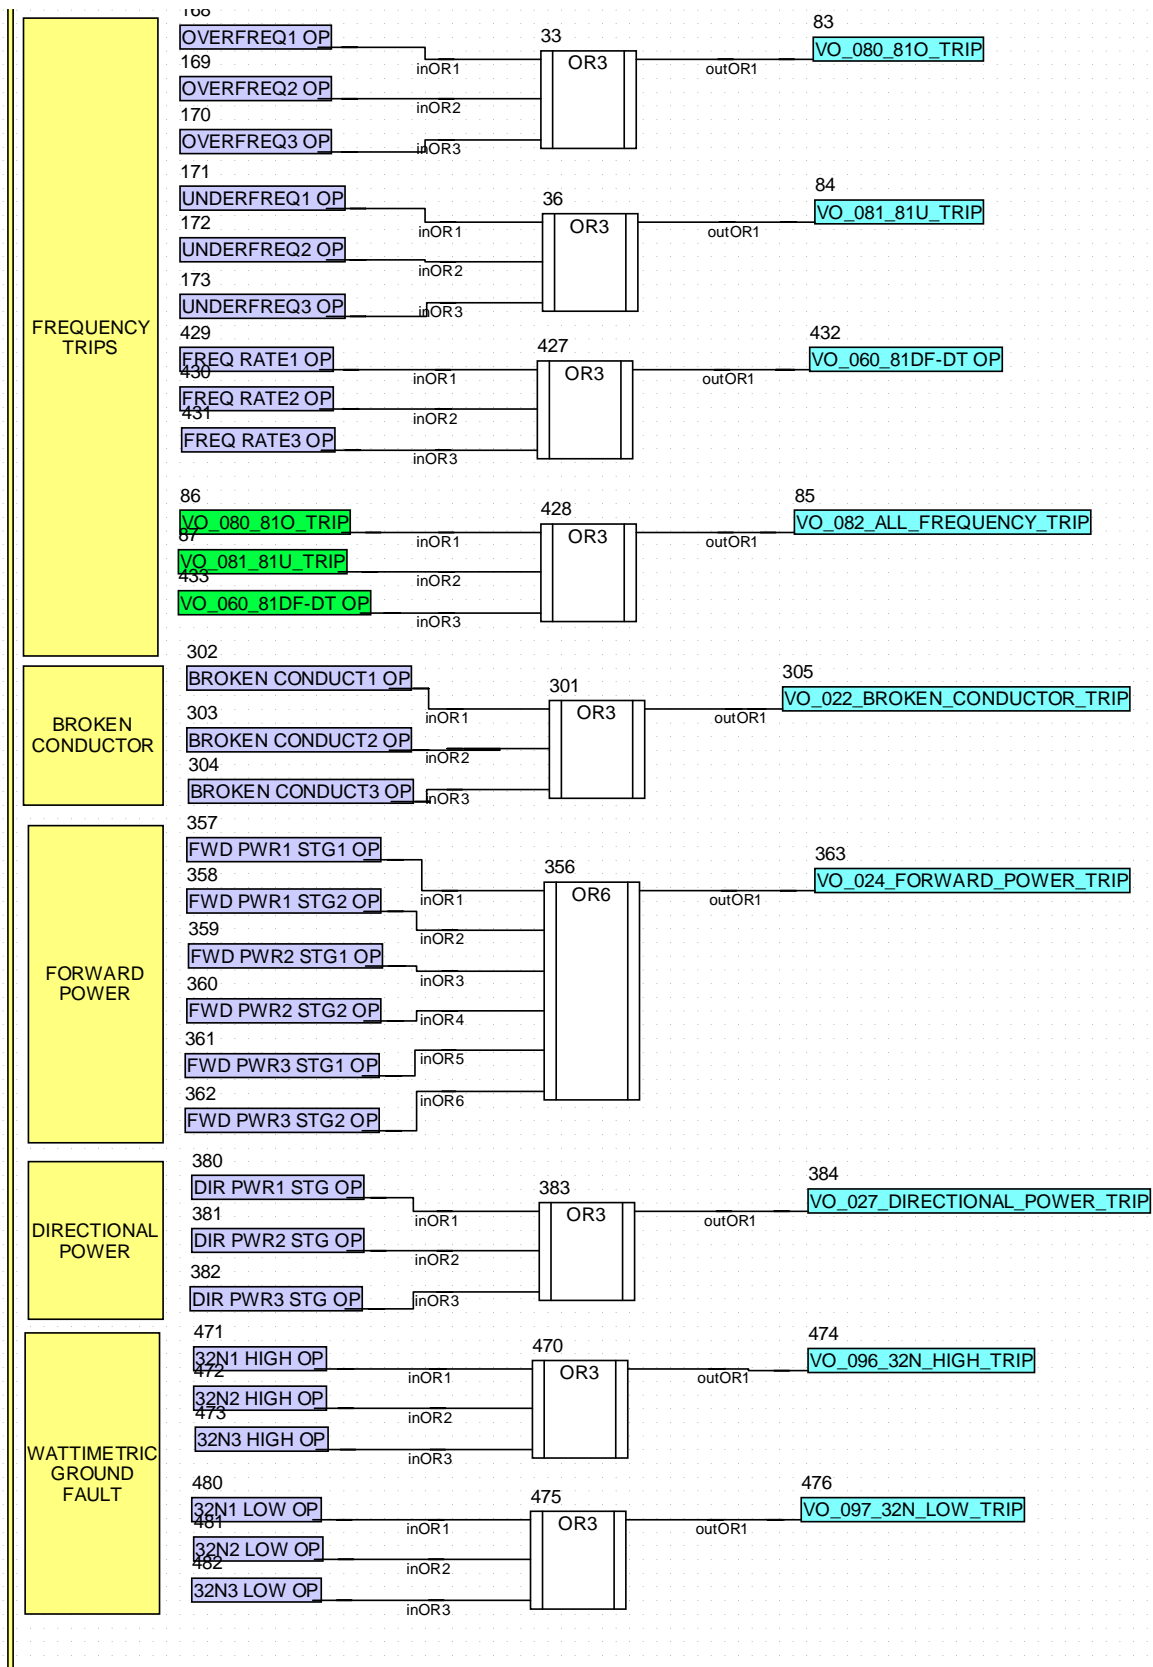 168
OVERFREQ1 OP
33
83
OR3
VO_080_81O_TRIP
inOR1
outOR1
169
OVERFREQ2 OP
inOR2
170
OVERFREQ3 OP
inOR3
171
UNDERFREQ1 OP
36
84
OR3
VO_081_81U_TRIP
inOR1
outOR1
172
UNDERFREQ2 OP
inOR2
173
UNDERFREQ3 OP
inOR3
FREQUENCY
TRIPS
429
FREQ RATE1 OP
427
432
OR3
VO_060_81DF-DT OP
inOR1
outOR1
430
FREQ RATE2 OP
inOR2
431
FREQ RATE3 OP
inOR3
86
VO_080_81O_TRIP
428
85
OR3
VO_082_ALL_FREQUENCY_TRIP
inOR1
outOR1
87
VO_081_81U_TRIP
inOR2
433
VO_060_81DF-DT OP
inOR3
BROKEN
CONDUCTOR
302
BROKEN CONDUCT1 OP
301
305
OR3
VO_022_BROKEN_CONDUCTOR_TRIP
inOR1
outOR1
303
BROKEN CONDUCT2 OP
inOR2
304
BROKEN CONDUCT3 OP
inOR3
FORWARD
POWER
357
FWD PWR1 STG1 OP
356
363
OR6
VO_024_FORWARD_POWER_TRIP
inOR1
outOR1
358
FWD PWR1 STG2 OP
inOR2
359
FWD PWR2 STG1 OP
inOR3
360
FWD PWR2 STG2 OP
inOR4
361
FWD PWR3 STG1 OP
inOR5
362
FWD PWR3 STG2 OP
inOR6
DIRECTIONAL
POWER
380
DIR PWR1 STG OP
383
384
OR3
VO_027_DIRECTIONAL_POWER_TRIP
inOR1
outOR1
381
DIR PWR2 STG OP
inOR2
382
DIR PWR3 STG OP
inOR3
WATTIMETRIC
GROUND
FAULT
471
32N1 HIGH OP
470
474
OR3
VO_096_32N_HIGH_TRIP
inOR1
outOR1
472
32N2 HIGH OP
inOR2
473
32N3 HIGH OP
inOR3
480
32N1 LOW OP
475
476
OR3
VO_097_32N_LOW_TRIP
inOR1
outOR1
481
32N2 LOW OP
inOR2
482
32N3 LOW OP
inOR3